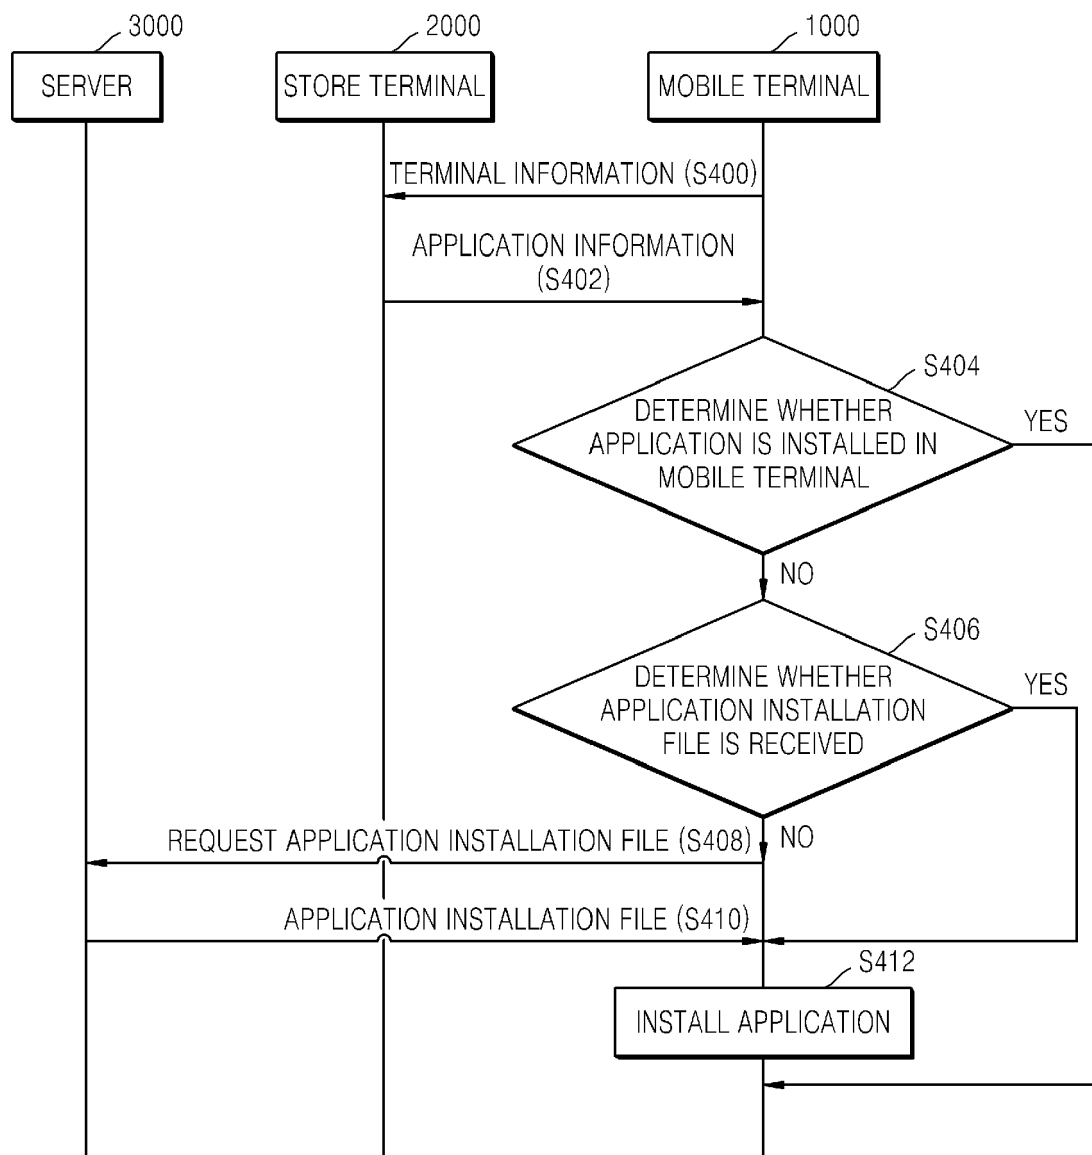 3000
2000
1000
SERVER
STORE TERMINAL
MOBILE TERMINAL
TERMINAL INFORMATION (S400)
APPLICATION INFORMATION
(S402)
S404
DETERMINE WHETHER
APPLICATION IS INSTALLED IN
MOBILE TERMINAL
YES
NO
S406
DETERMINE WHETHER
APPLICATION INSTALLATION
FILE IS RECEIVED
YES
NO
REQUEST APPLICATION INSTALLATION FILE (S408)
APPLICATION INSTALLATION FILE (S410)
S412
INSTALL APPLICATION